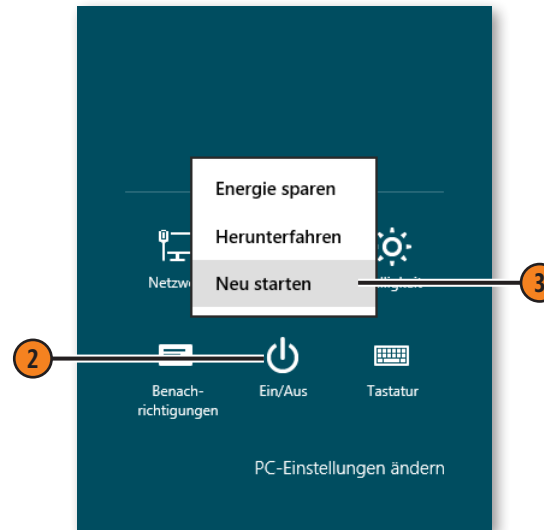 Energie sparen
Herunterfahren
Neu starten
3
2
Benach-
richtigungen
Ein/Aus
Tastatur
PC-Einstellungen ändern